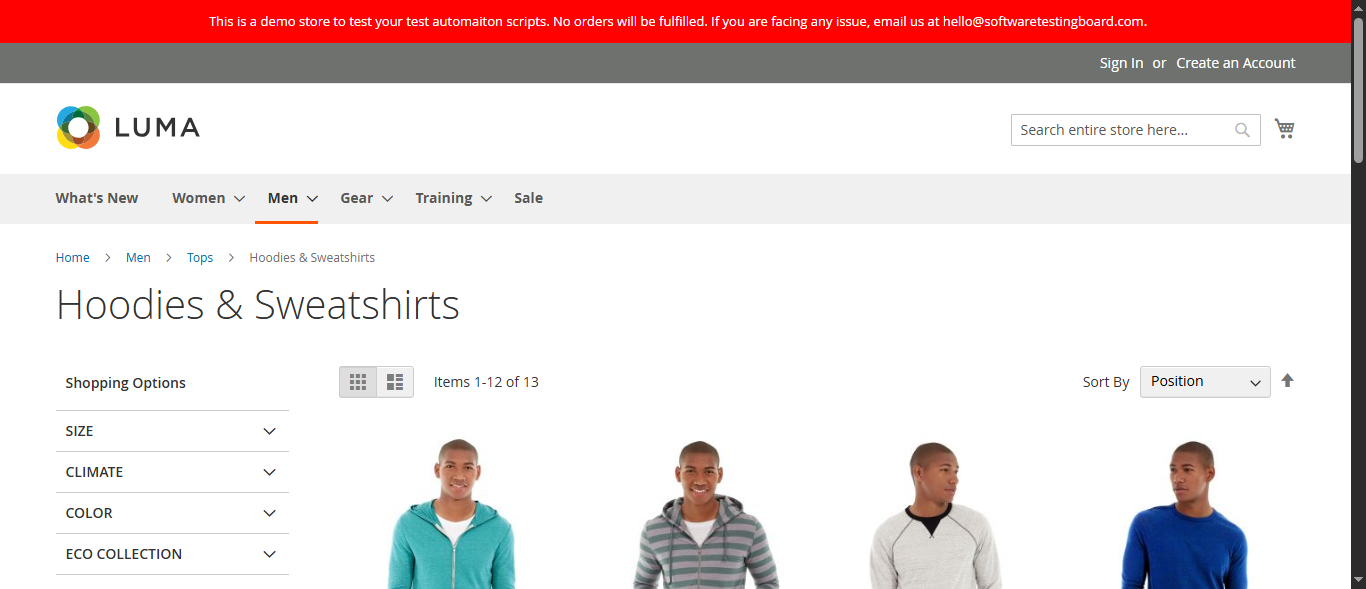 This is a demo store to test your test automaiton scripts. No orders will be fulfilled. If you are facing any issue, email us at hello@softwaretestingboard.com.
Sign In or Create an Account
LUMA
Search entire store here...
What's New Women Men Gear Training Sale
Home > Men > Tops > Hoodies & Sweatshirts
Hoodies & Sweatshirts
Shopping Options
Items 1-12 of 13
Sort By Position
SIZE
CLIMATE
COLOR
ECO COLLECTION